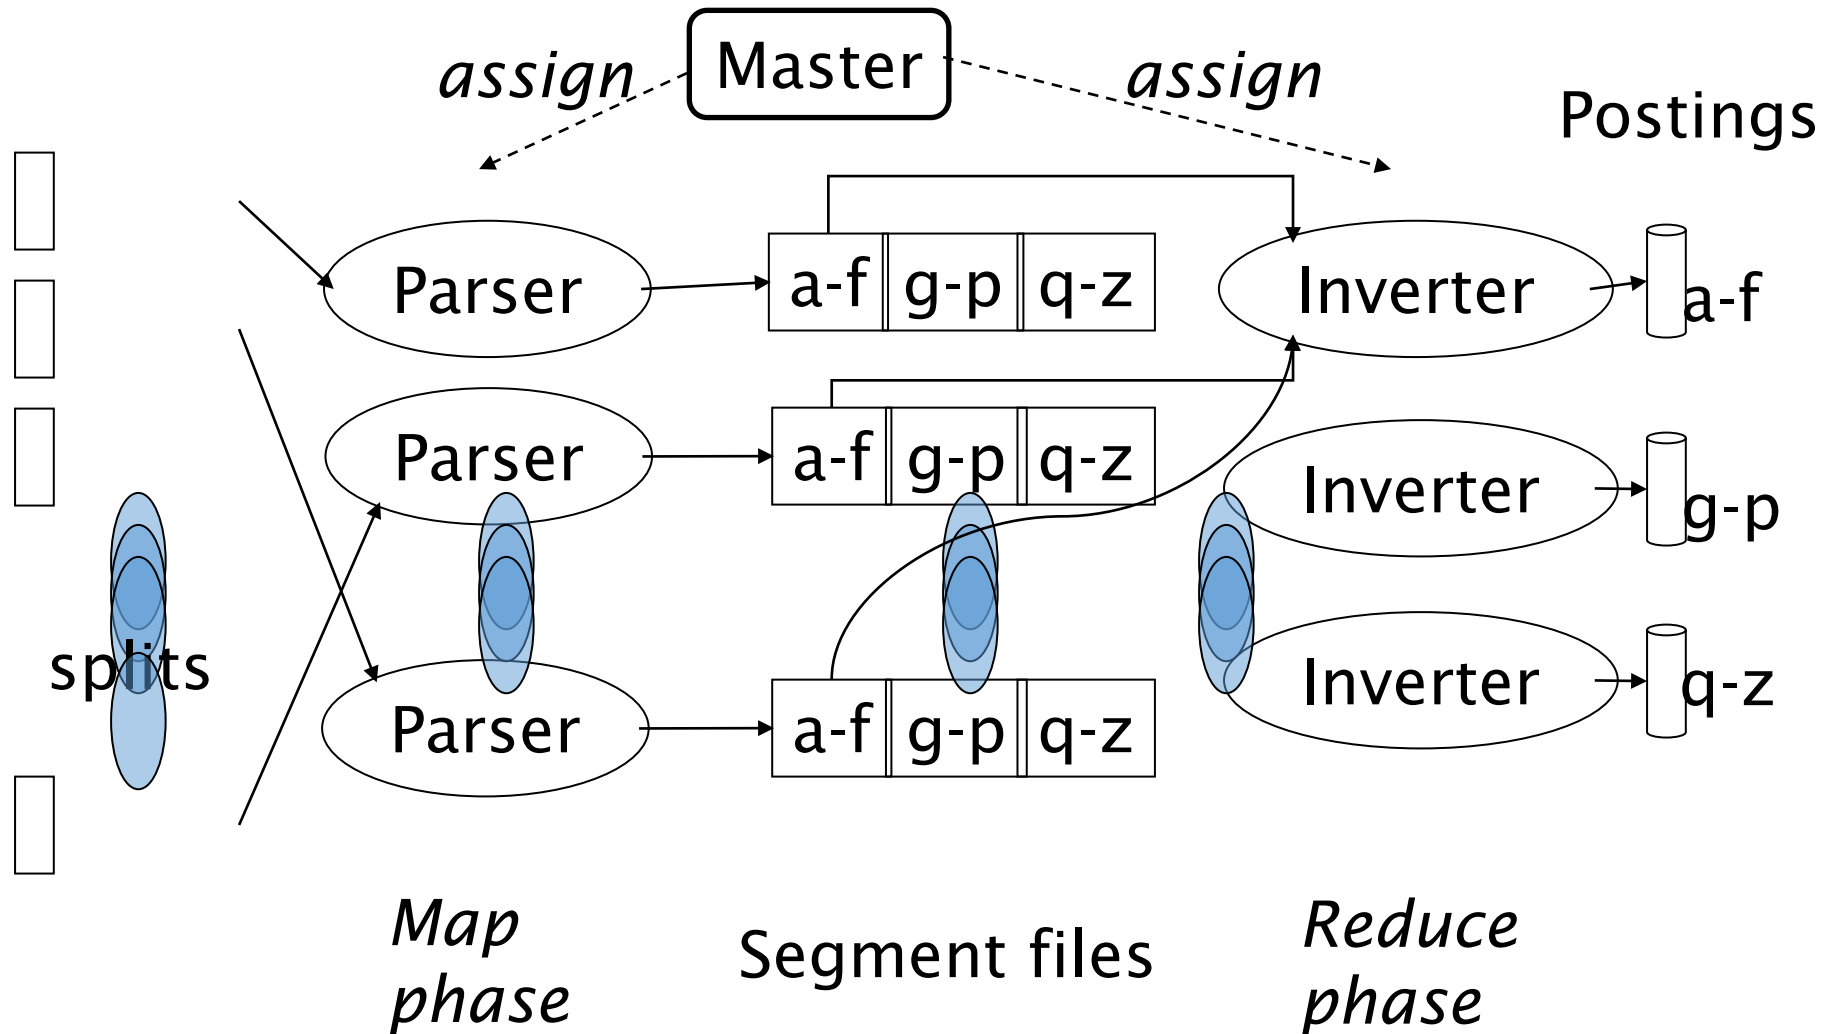 assign
Master
assign
Postings
Parser
a-f g-p q-z
Inverter
a-f
Parser
a-f g-p q-z
Inverter
g-p
splits
Parser
a-f g-p q-z
Inverter
q-z
Map
phase
Segment files
Reduce
phase